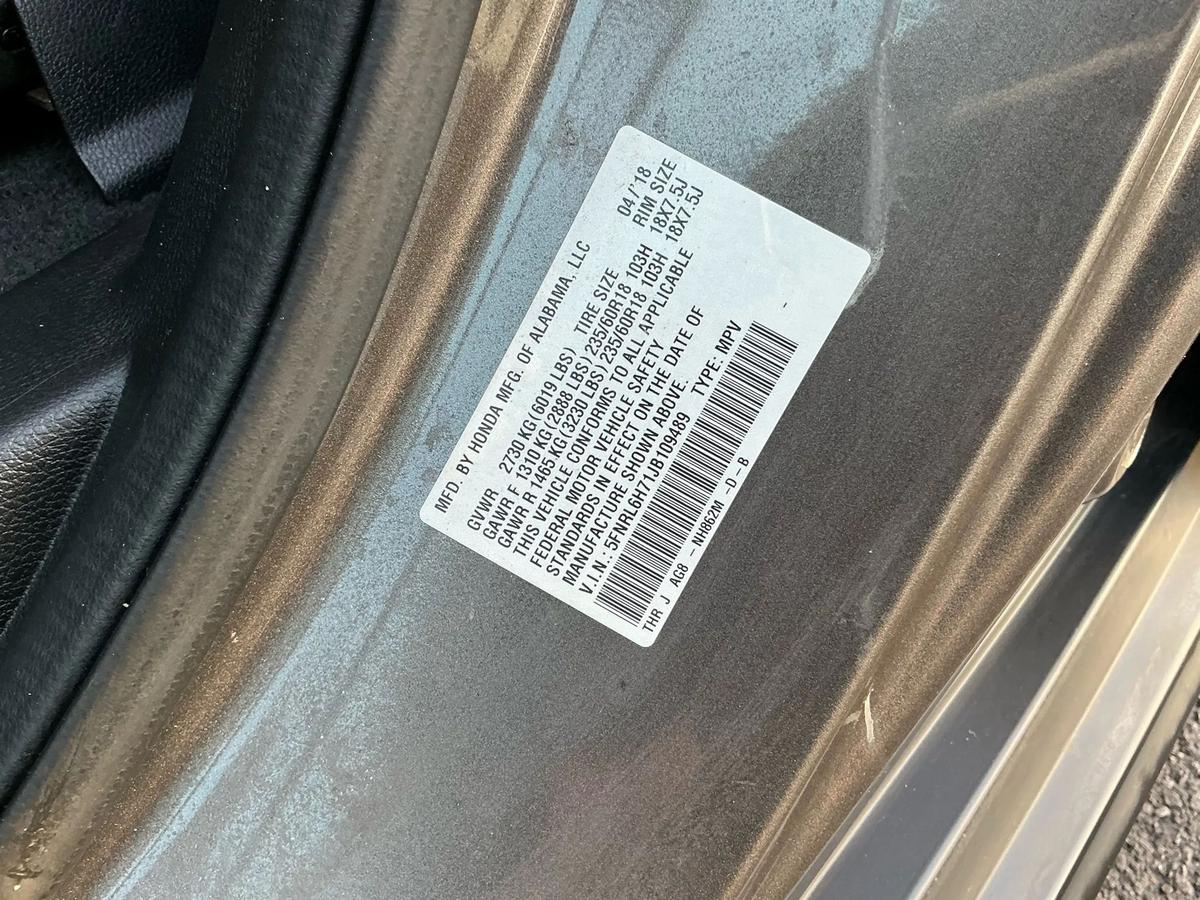 MFD. BY HONDA MFG. OF ALABAMA, LLC 04/'18
GVWR 2730 KG(6019 LBS) TIRE SIZE RIM SIZE
GAWR F 1310 KG(2888 LBS) 235/60R18 103H 18X7.5J
GAWR R 1465 KG(3230 LBS) 235/60R18 103H 18X7.5J
THIS VEHICLE CONFORMS TO ALL APPLICABLE
FEDERAL MOTOR VEHICLE SAFETY
STANDARDS IN EFFECT ON THE DATE OF
MANUFACTURE SHOWN ABOVE.
V.I.N.: 5FNRL6H71JB109489 TYPE: MPV
THR J AG8 - NH862M -D-B